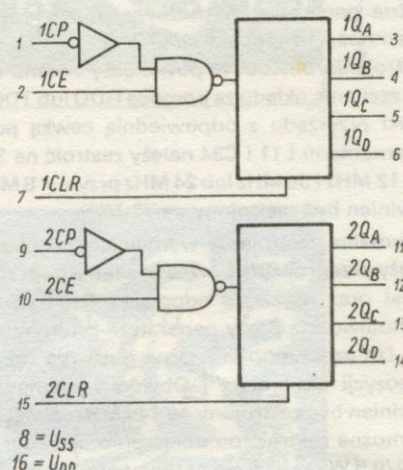 1CP
1
1CE
2
1QA 3
1QB 4
1QC 5
1QD 6
1CLR
7
2CP
9
2CE
10
2QA 11
2QB 12
2QC 13
2QD 14
2CLR
15
8 = USS
16 = UDD